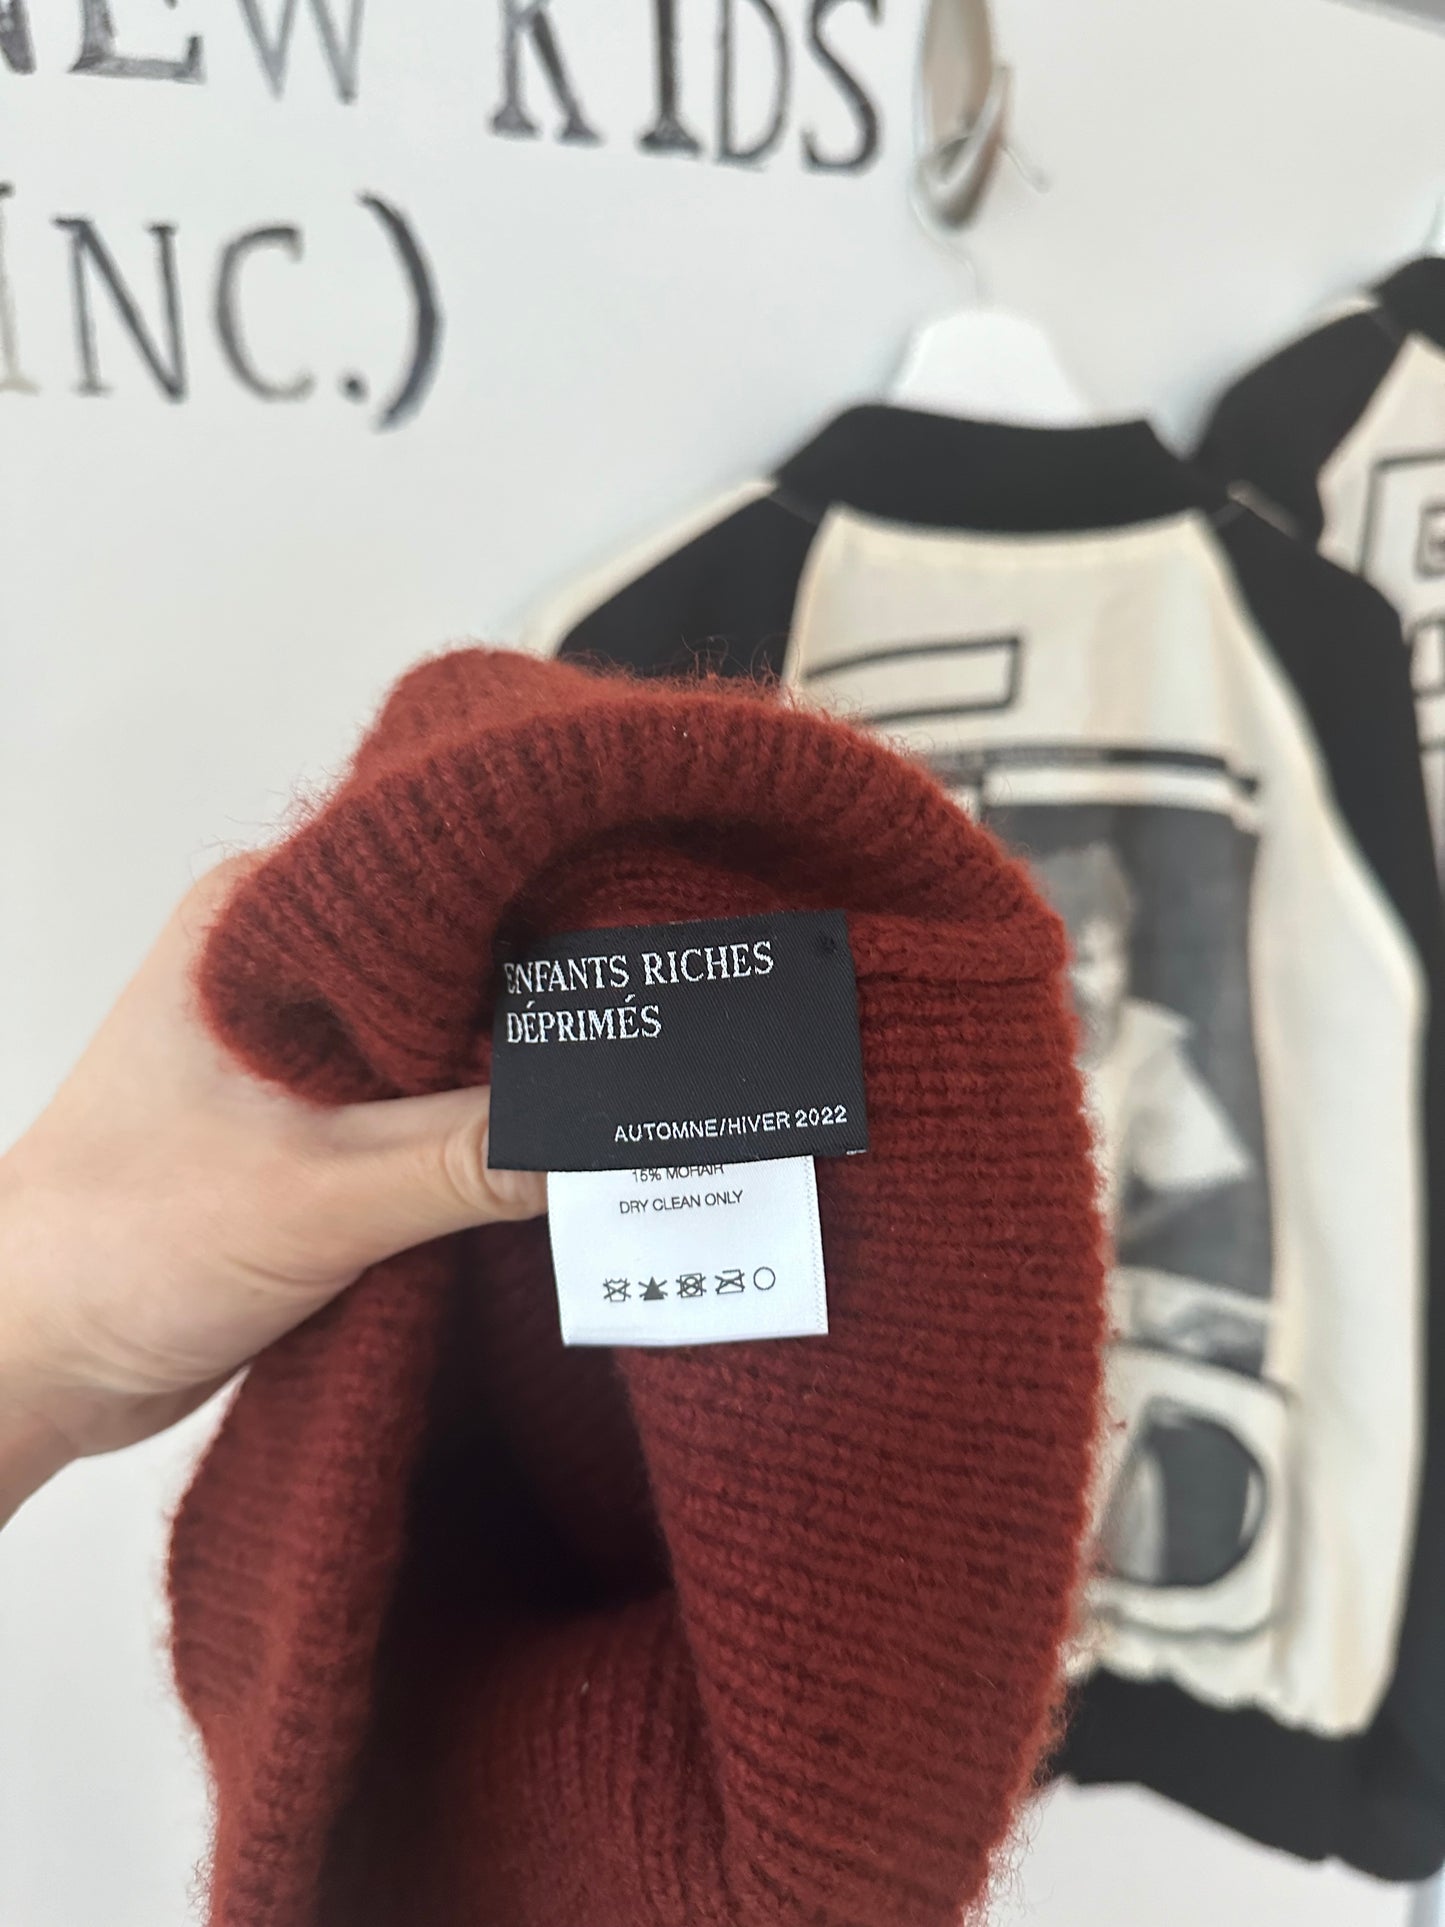 NEW KIDS
INC.)
ENFANTS RICHES
DÉPRIMÉS
AUTOMNE/HIVER 2022
15% MOHAIR
DRY CLEAN ONLY